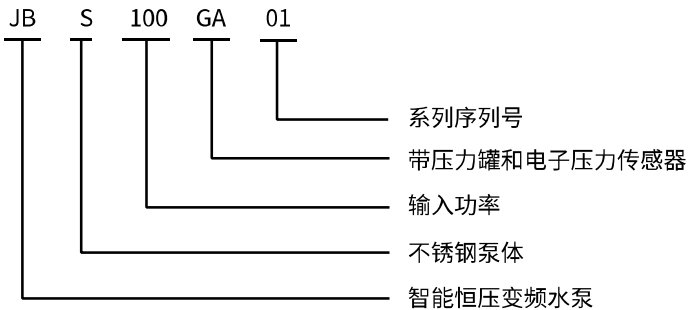 JB S 100 GA 01
系列序列号
带压力罐和电子压力传感器
输入功率
不锈钢泵体
智能恒压变频水泵